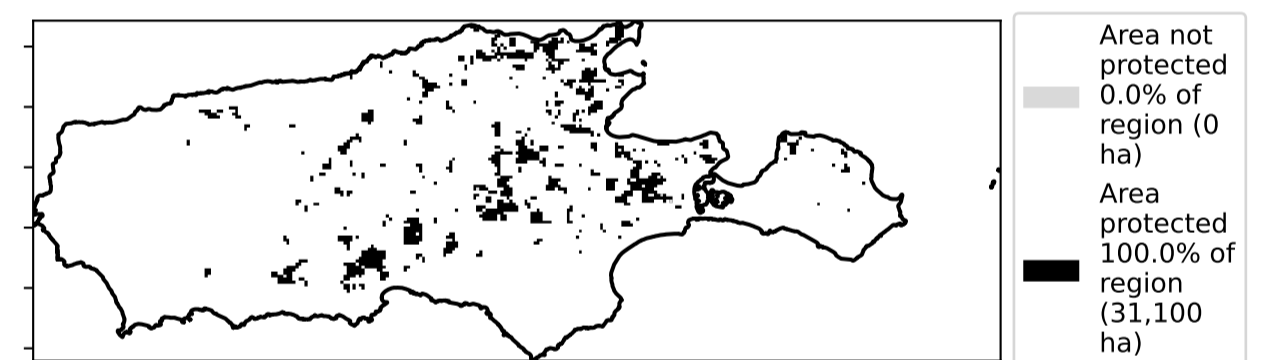 Area not
protected
0.0% of
region (0
ha)
Area
protected
100.0% of
region
(31,100
ha)